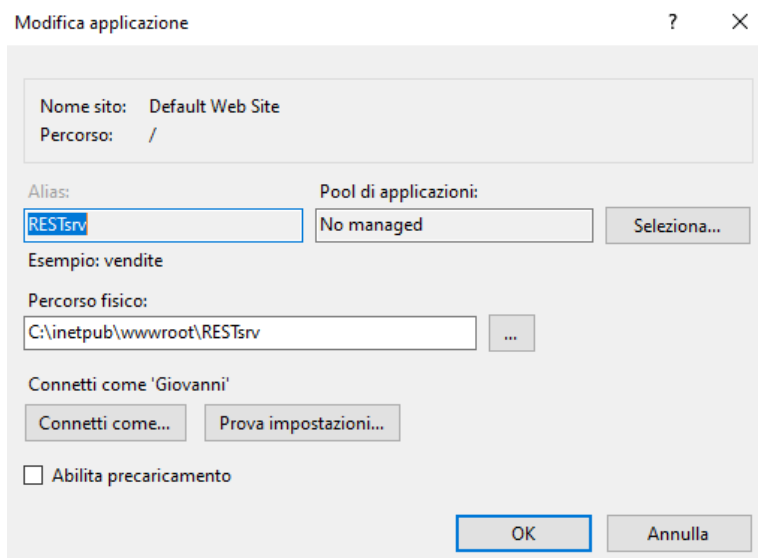 Modifica applicazione ?
Nome sito: Default Web Site
Percorso: /
Alias: Pool di applicazioni:
RESTsrv No managed Seleziona...
Esempio: vendite
Percorso fisico:
C:\inetpub\wwwroot\RESTsrv ...
Connetti come 'Giovanni'
Connetti come... Prova impostazioni...
Abilita precaricamento
OK Annulla